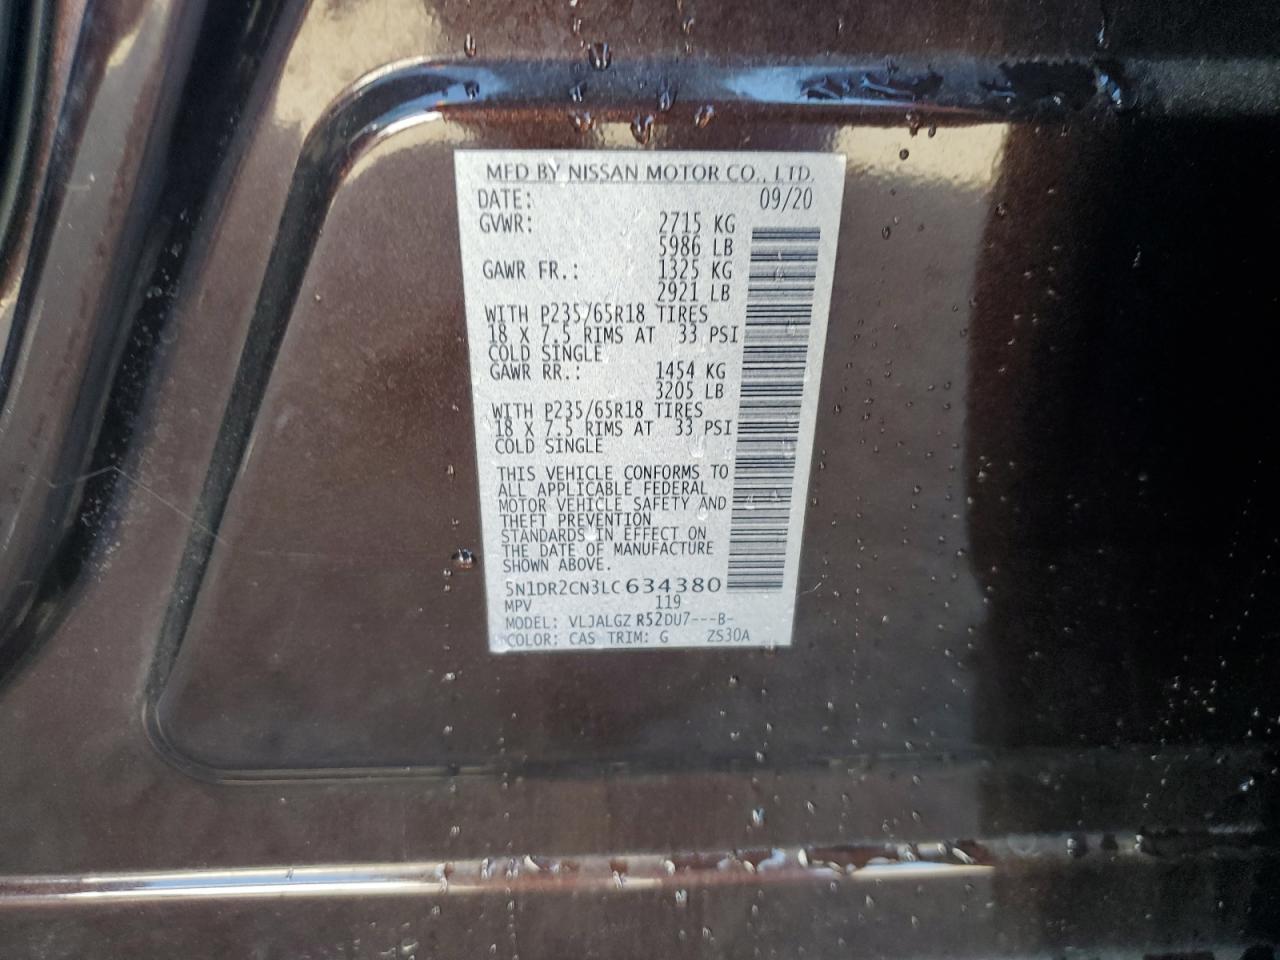 MFD BY NISSAN MOTOR CO., LTD.
DATE: 09/20
GVWR: 2715 KG
5986 LB
GAWR FR.: 1325 KG
2921 LB
WITH P235/65R18 TIRES
18 X 7.5 RIMS AT 33 PSI
COLD SINGLE
GAWR RR.: 1454 KG
3205 LB
WITH P235/65R18 TIRES
18 X 7.5 RIMS AT 33 PSI
COLD SINGLE
THIS VEHICLE CONFORMS TO
ALL APPLICABLE FEDERAL
MOTOR VEHICLE SAFETY AND
THEFT PREVENTION
STANDARDS IN EFFECT ON
THE DATE OF MANUFACTURE
SHOWN ABOVE.
5N1DR2CN3LC634380
MPV 119
MODEL: VLJALGZ R52DU7---B-
COLOR: CAS TRIM: G ZS30A